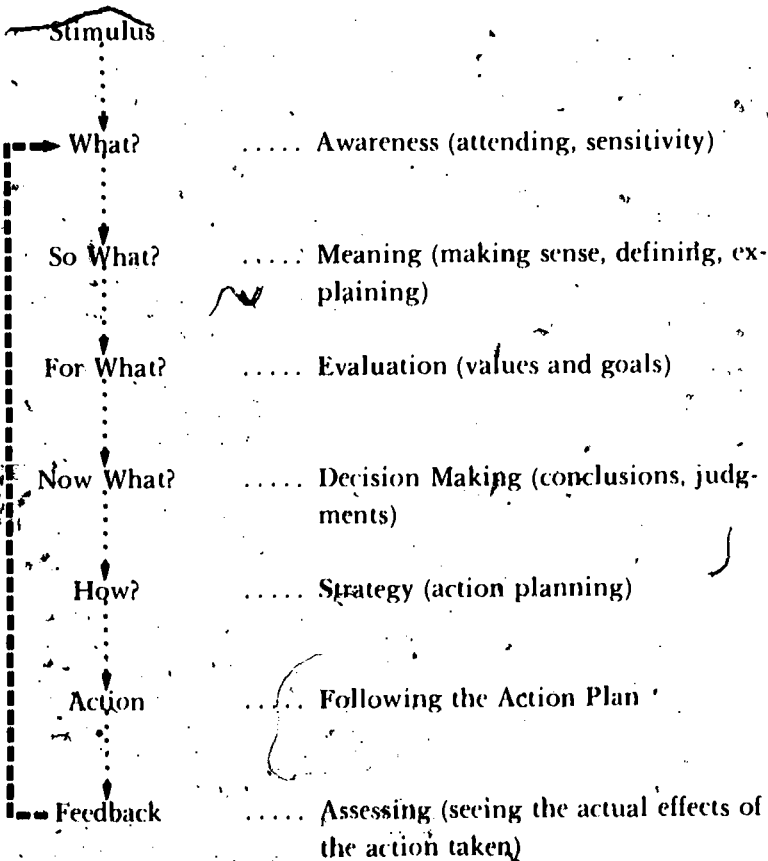 Stimulus
What? ..... Awareness (attending, sensitivity)
So What? ..... Meaning (making sense, defining, ex-
plaining)
For What? ..... Evaluation (values and goals)
Now What? ..... Decision Making (conclusions, judg-
ments)
How? ..... Strategy (action planning)
Action ..... Following the Action Plan
Feedback ..... Assessing (seeing the actual effects of
the action taken)